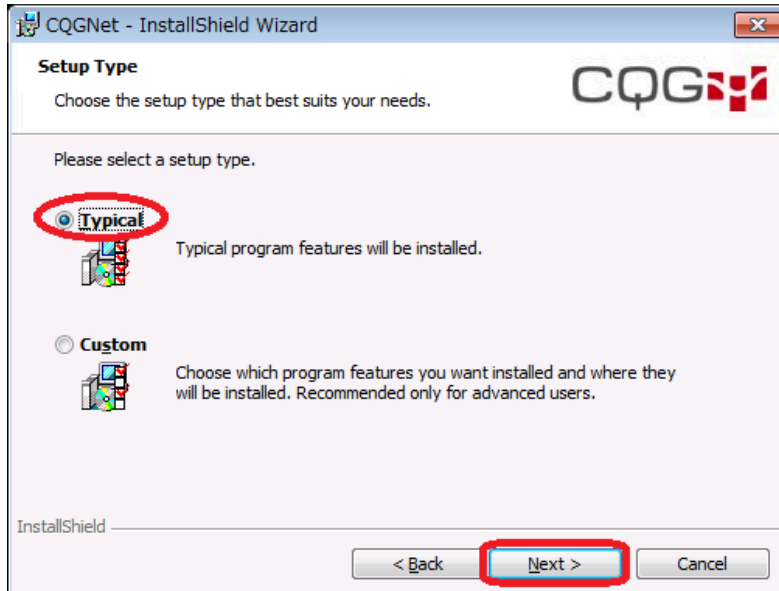 CQGNet - InstallShield Wizard
Setup Type
Choose the setup type that best suits your needs.
CQG
Please select a setup type.
Typical
Typical program features will be installed.
Custom
Choose which program features you want installed and where they
will be installed. Recommended only for advanced users.
InstallShield
< Back
Next >
Cancel